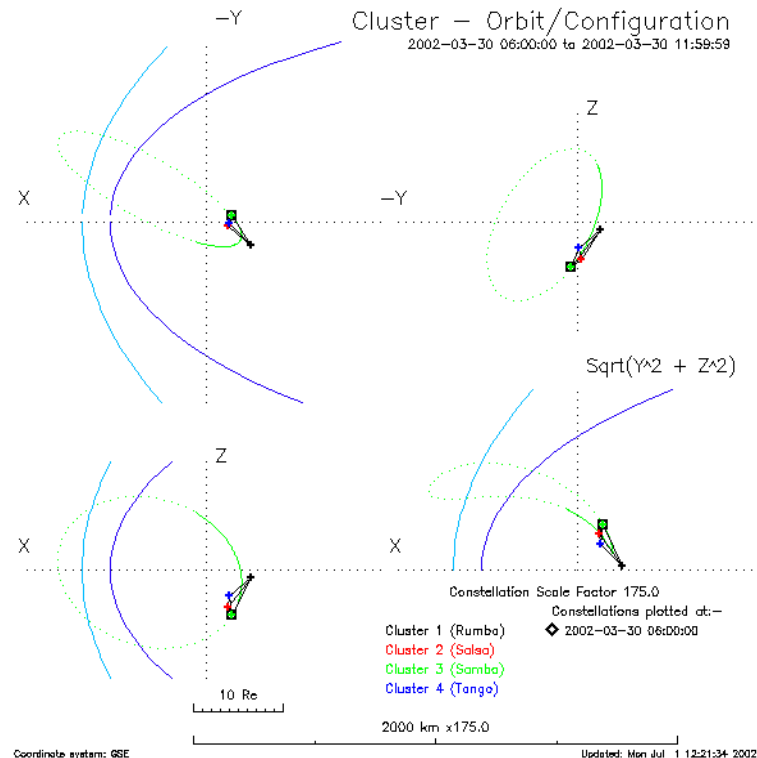 Cluster – Orbit/Configuration
2002–03–30 06:00:00 to 2002–03–30 11:59:59
–Y
X
Z
–Y
Sqrt(Y^2 + Z^2)
Z
X
X
Constellation Scale Factor 175.0
Constellations plotted at:–
2002–03–30 06:00:00
Cluster 1 (Rumba)
Cluster 2 (Salsa)
Cluster 3 (Samba)
Cluster 4 (Tango)
10 Re
2000 km x175.0
Coordinate system: GSE
Updated: Mon Jul 1 12:21:34 2002